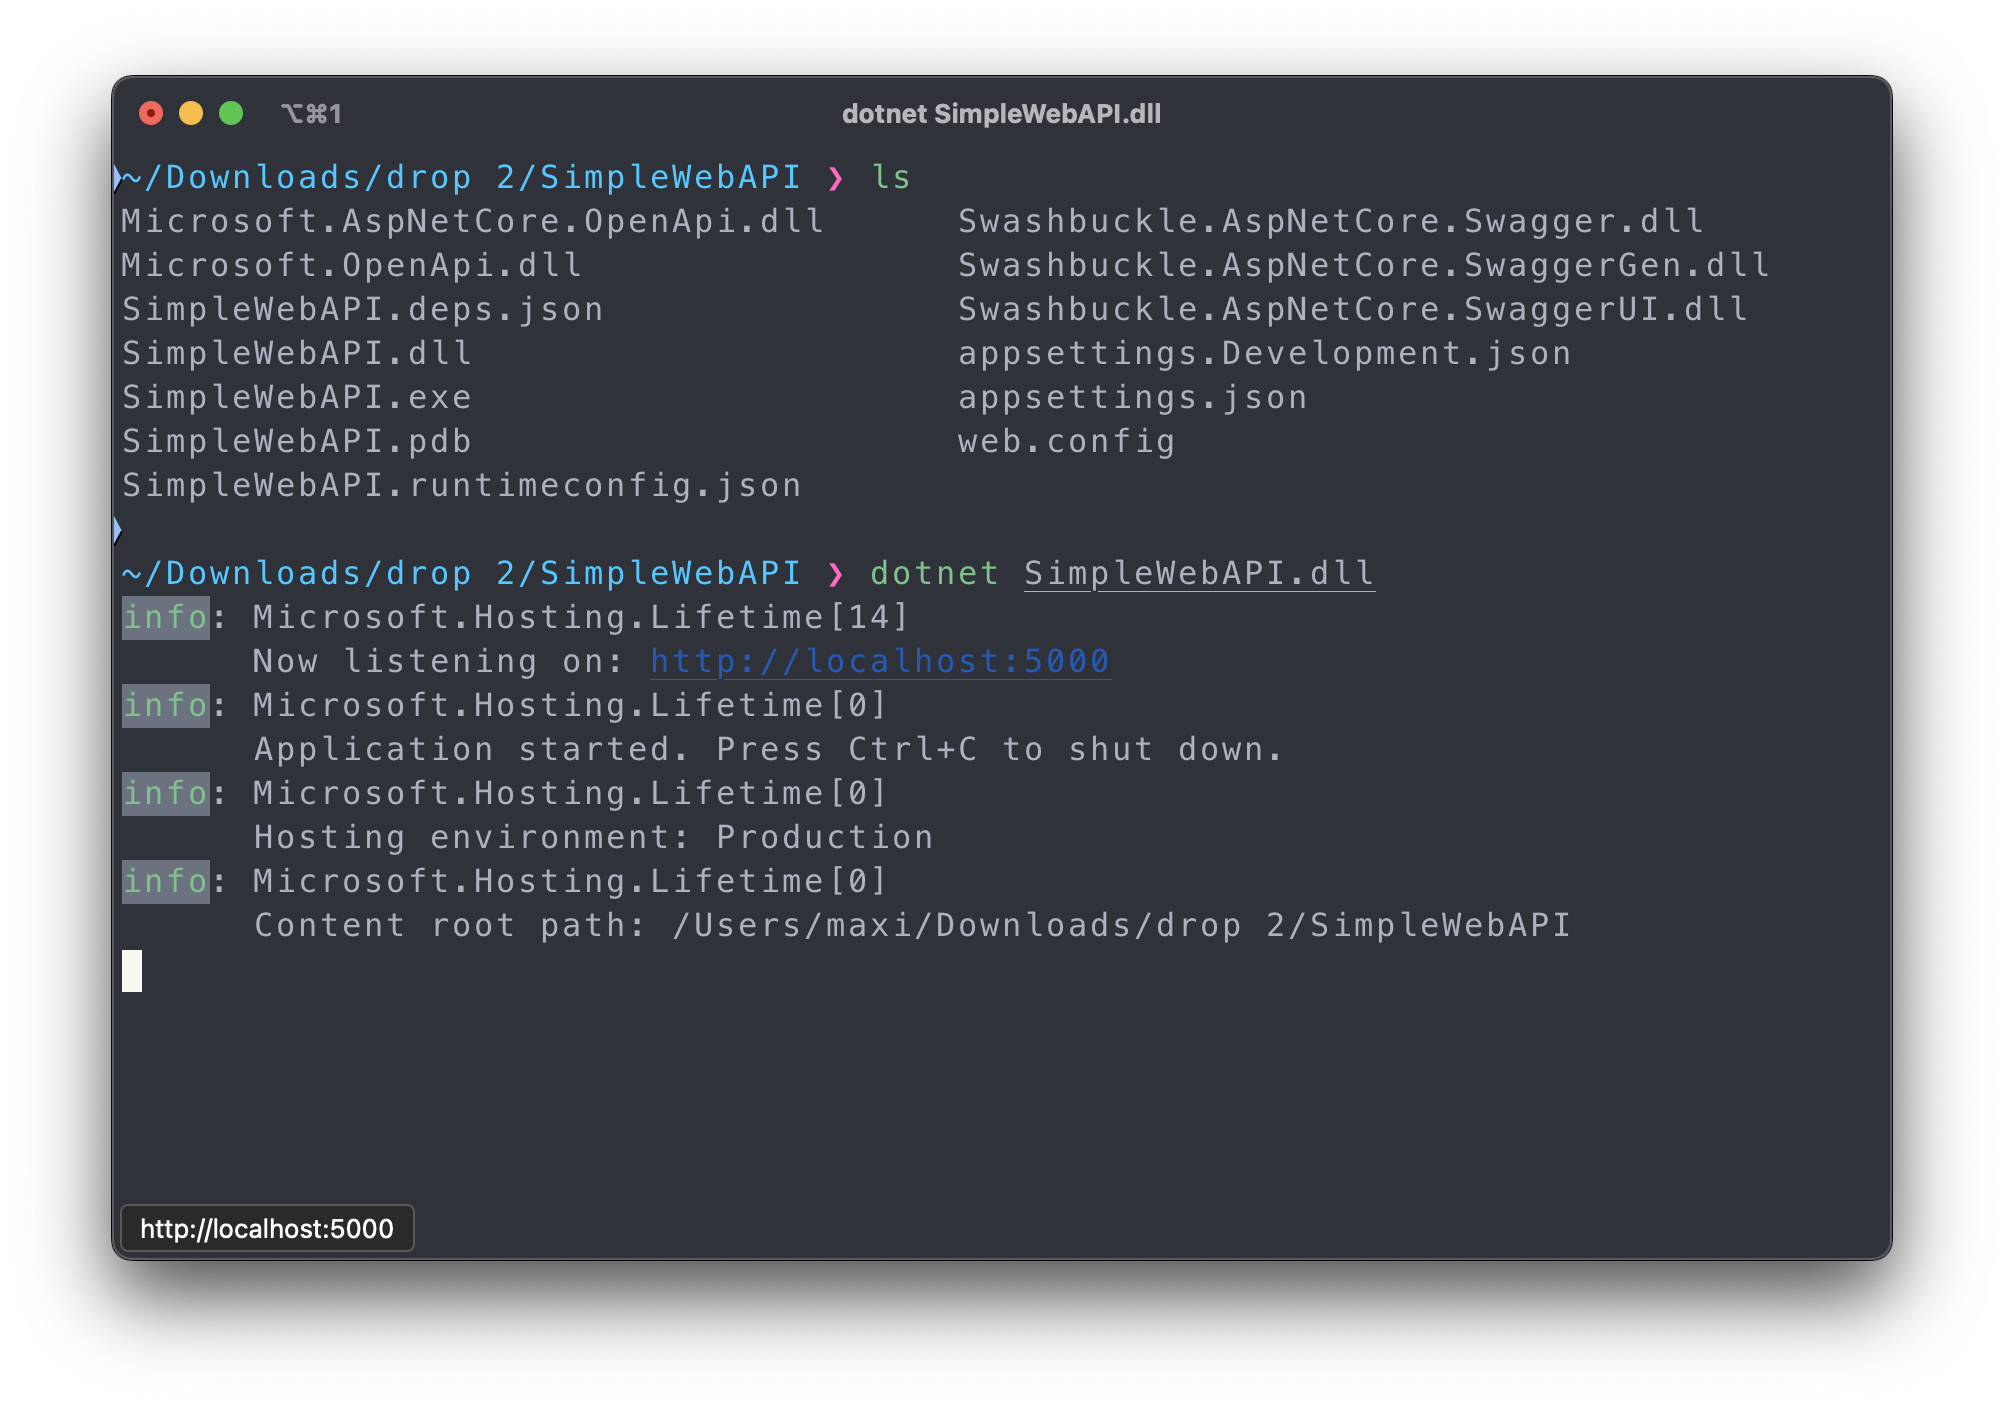 ⌥⌘1 dotnet SimpleWebAPI.dll
~/Downloads/drop 2/SimpleWebAPI ❯ ls
Microsoft.AspNetCore.OpenApi.dll Swashbuckle.AspNetCore.Swagger.dll
Microsoft.OpenApi.dll Swashbuckle.AspNetCore.SwaggerGen.dll
SimpleWebAPI.deps.json Swashbuckle.AspNetCore.SwaggerUI.dll
SimpleWebAPI.dll appsettings.Development.json
SimpleWebAPI.exe appsettings.json
SimpleWebAPI.pdb web.config
SimpleWebAPI.runtimeconfig.json
~/Downloads/drop 2/SimpleWebAPI ❯ dotnet SimpleWebAPI.dll
info: Microsoft.Hosting.Lifetime[14]
Now listening on: http://localhost:5000
info: Microsoft.Hosting.Lifetime[0]
Application started. Press Ctrl+C to shut down.
info: Microsoft.Hosting.Lifetime[0]
Hosting environment: Production
info: Microsoft.Hosting.Lifetime[0]
Content root path: /Users/maxi/Downloads/drop 2/SimpleWebAPI
http://localhost:5000